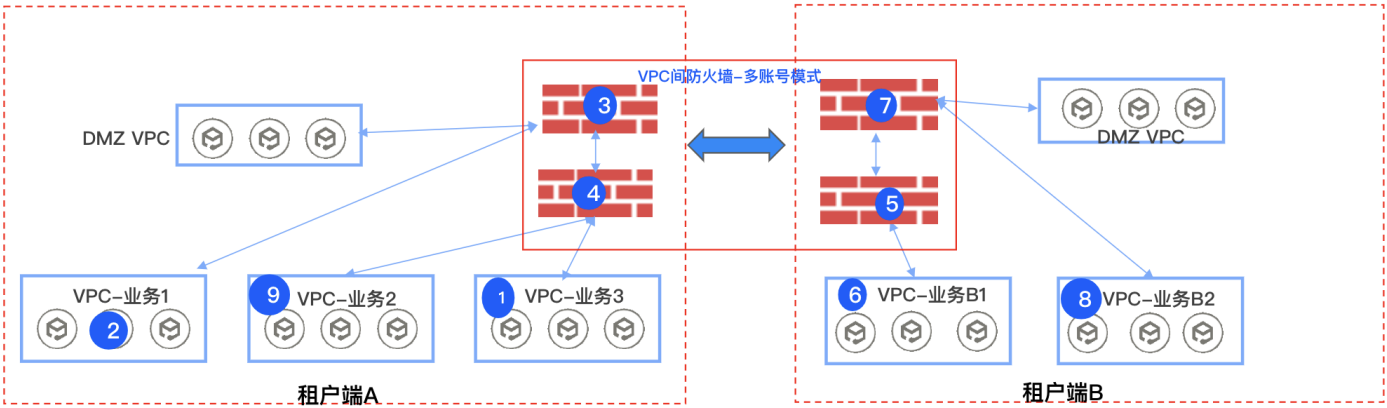 VPC间防火墙-多账号模式
3
7
DMZ VPC
DMZ VPC
4
5
VPC-业务1
2
9
VPC-业务2
1
VPC-业务3
6
VPC-业务B1
8
VPC-业务B2
租户端A
租户端B